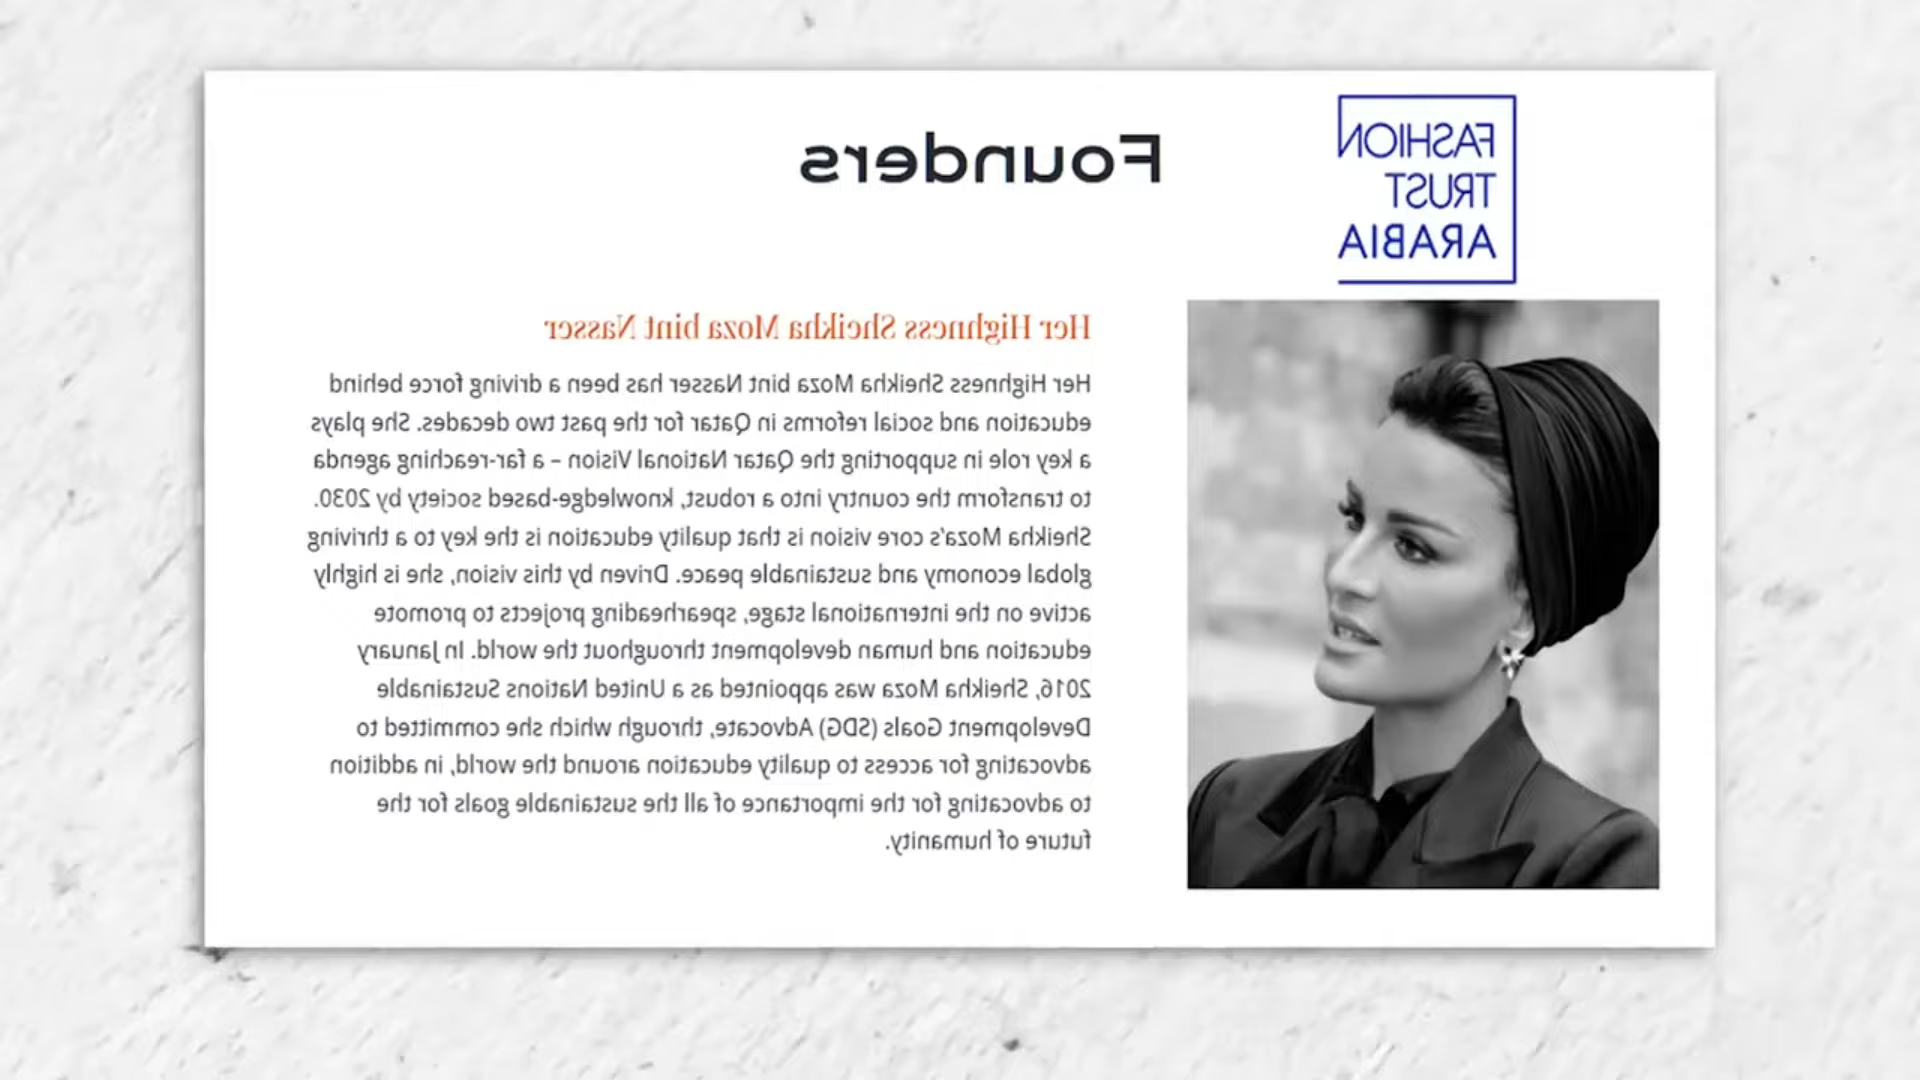 FASHION
TRUST
ARABIA
Founders
Her Highness Sheikha Moza bint Nasser
Her Highness Sheikha Moza bint Nasser has been a driving force behind
education and social reforms in Qatar for the past two decades. She plays
a key role in supporting the Qatar National Vision – a far-reaching agenda
to transform the country into a robust, knowledge-based society by 2030.
Sheikha Moza's core vision is that quality education is the key to a thriving
global economy and sustainable peace. Driven by this vision, she is highly
active on the international stage, spearheading projects to promote
education and human development throughout the world. In January
2016, Sheikha Moza was appointed as a United Nations Sustainable
Development Goals (SDG) Advocate, through which she committed to
advocating for access to quality education around the world, in addition
to advocating for the importance of all the sustainable goals for the
future of humanity.